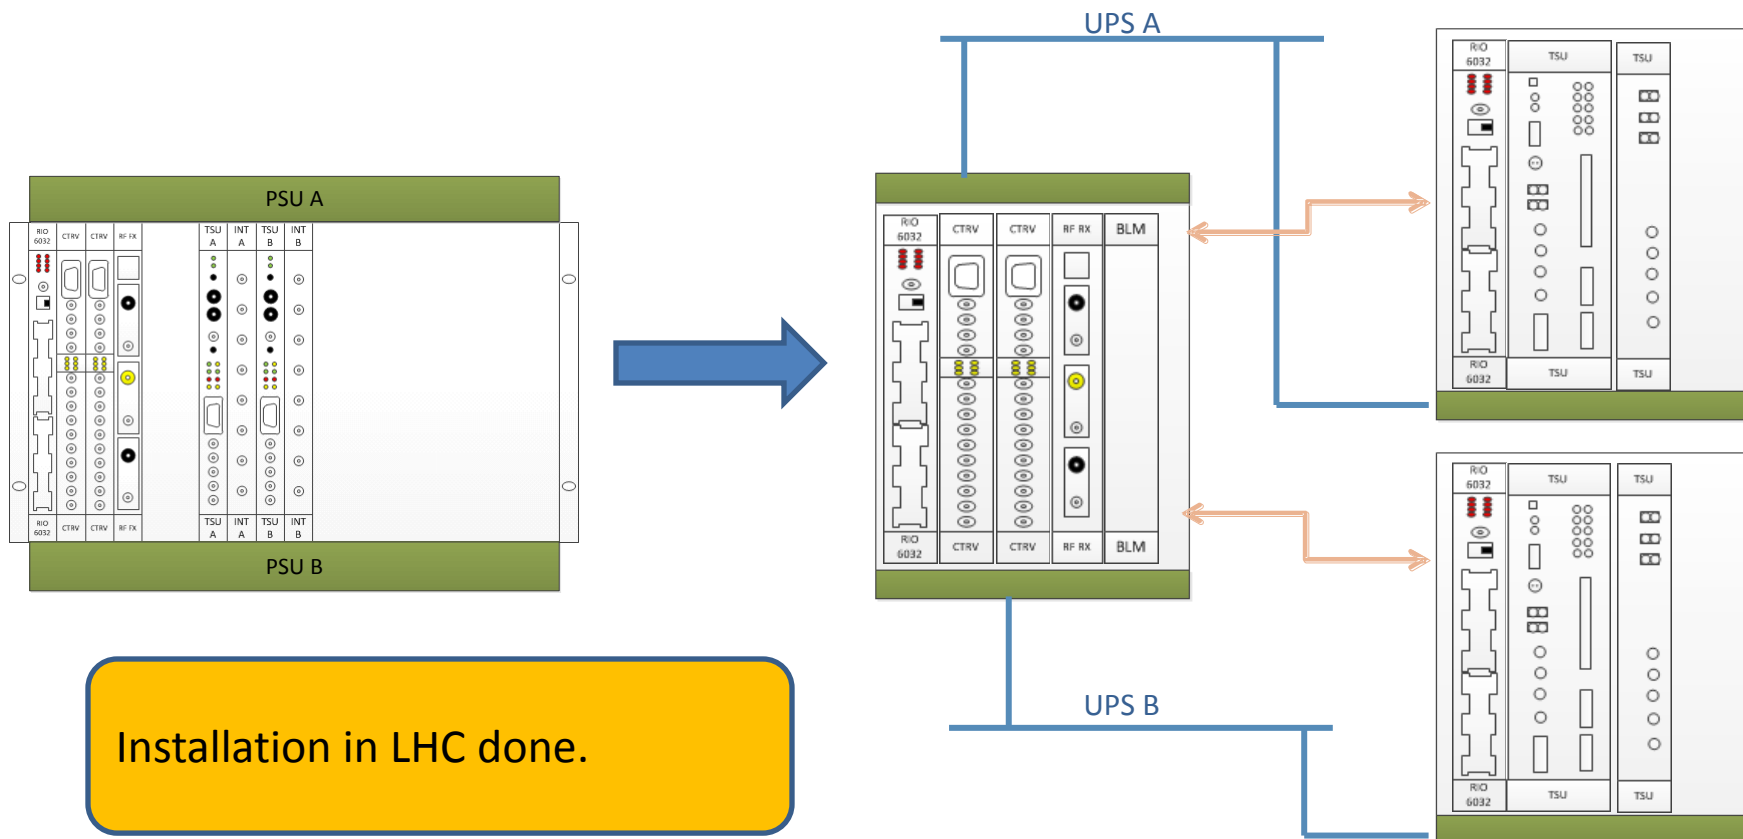 UPS A
PSU A
RIO
6032
CTRV
CTRV
RF FX
TSU
A
INT
A
TSU
B
INT
B
RIO
6032
CTRV
CTRV
RF FX
TSU
A
INT
A
TSU
B
INT
B
PSU B
RIO
6032
CTRV
CTRV
RF RX
BLM
RIO
6032
CTRV
CTRV
RF RX
BLM
RIO
6032
TSU
TSU
RIO
6032
TSU
TSU
RIO
6032
TSU
TSU
RIO
6032
TSU
TSU
UPS B
Installation in LHC done.